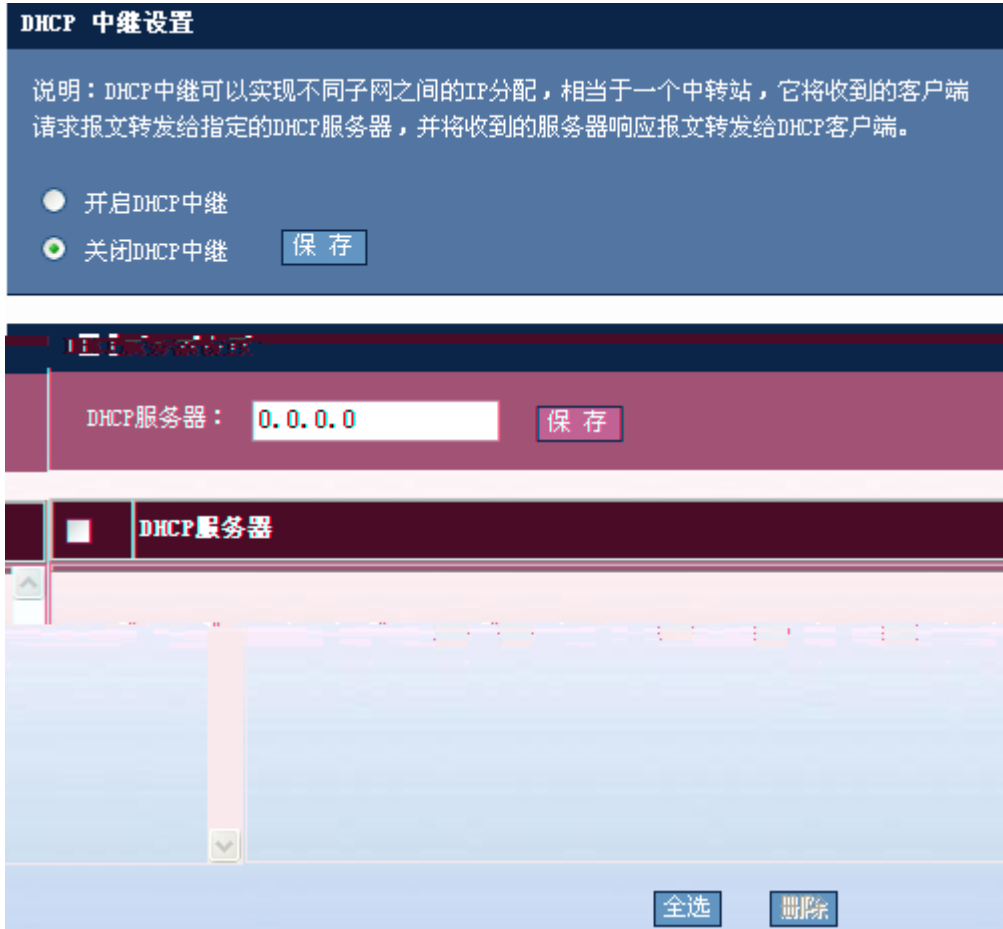 DHCP 中继设置
说明：DHCP中继可以实现不同子网之间的IP分配，相当于一个中转站，它将收到的客户端
请求报文转发给指定的DHCP服务器，并将收到的服务器响应报文转发给DHCP客户端。
开启DHCP中继
关闭DHCP中继 保 存
DHCP服务器： 0.0.0.0 保 存
DHCP服务器
全选 删除